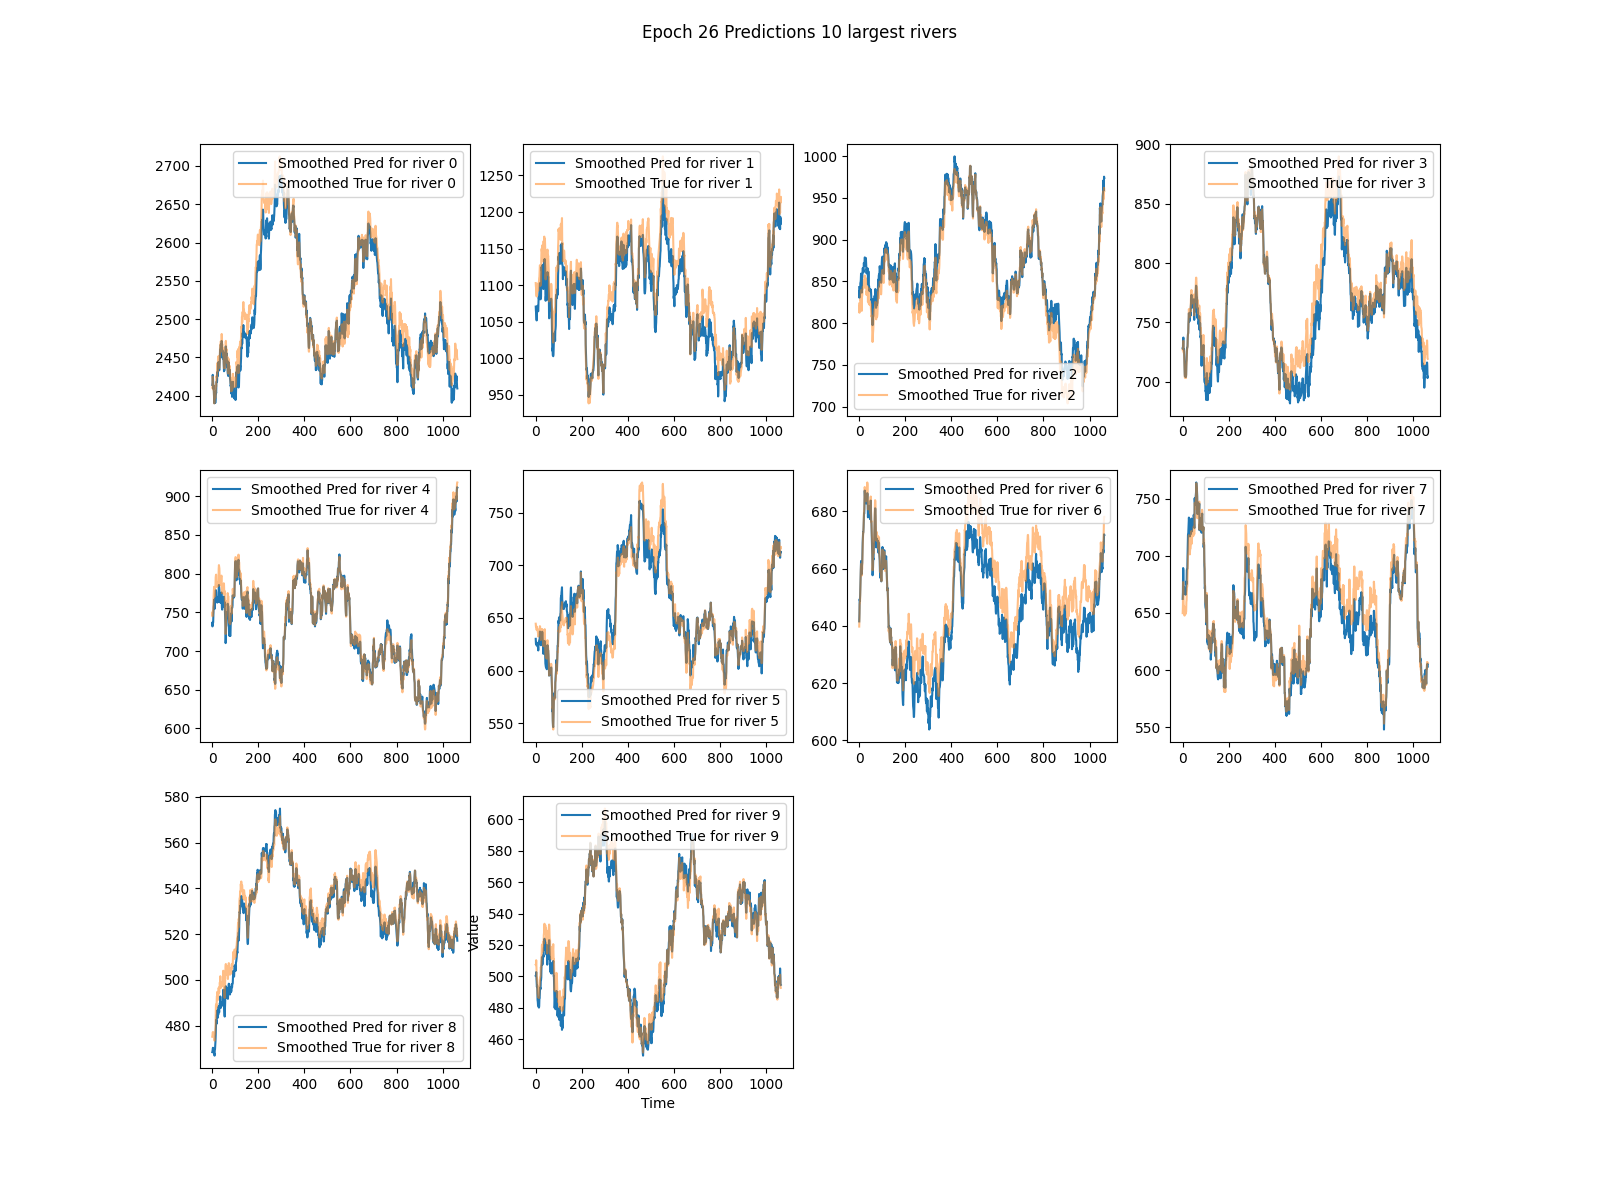 Epoch 26 Predictions 10 largest rivers
Smoothed Pred for river 0
Smoothed True for river 0
2700
2650
2600
2550
2500
2450
2400
0 200 400 600 800 1000
Smoothed Pred for river 1
Smoothed True for river 1
1250
1200
1150
1100
1050
1000
950
0 200 400 600 800 1000
1000
950
900
850
800
750
700
Smoothed Pred for river 2
Smoothed True for river 2
0 200 400 600 800 1000
900
Smoothed Pred for river 3
Smoothed True for river 3
850
800
750
700
0 200 400 600 800 1000
Smoothed Pred for river 4
Smoothed True for river 4
900
850
800
750
700
650
600
0 200 400 600 800 1000
750
700
650
600
550
Smoothed Pred for river 5
Smoothed True for river 5
0 200 400 600 800 1000
Smoothed Pred for river 6
Smoothed True for river 6
680
660
640
620
600
0 200 400 600 800 1000
Smoothed Pred for river 7
Smoothed True for river 7
750
700
650
600
550
0 200 400 600 800 1000
580
560
540
520
500
480
Smoothed Pred for river 8
Smoothed True for river 8
0 200 400 600 800 1000
Value
Smoothed Pred for river 9
Smoothed True for river 9
600
580
560
540
520
500
480
460
0 200 400 600 800 1000
Time